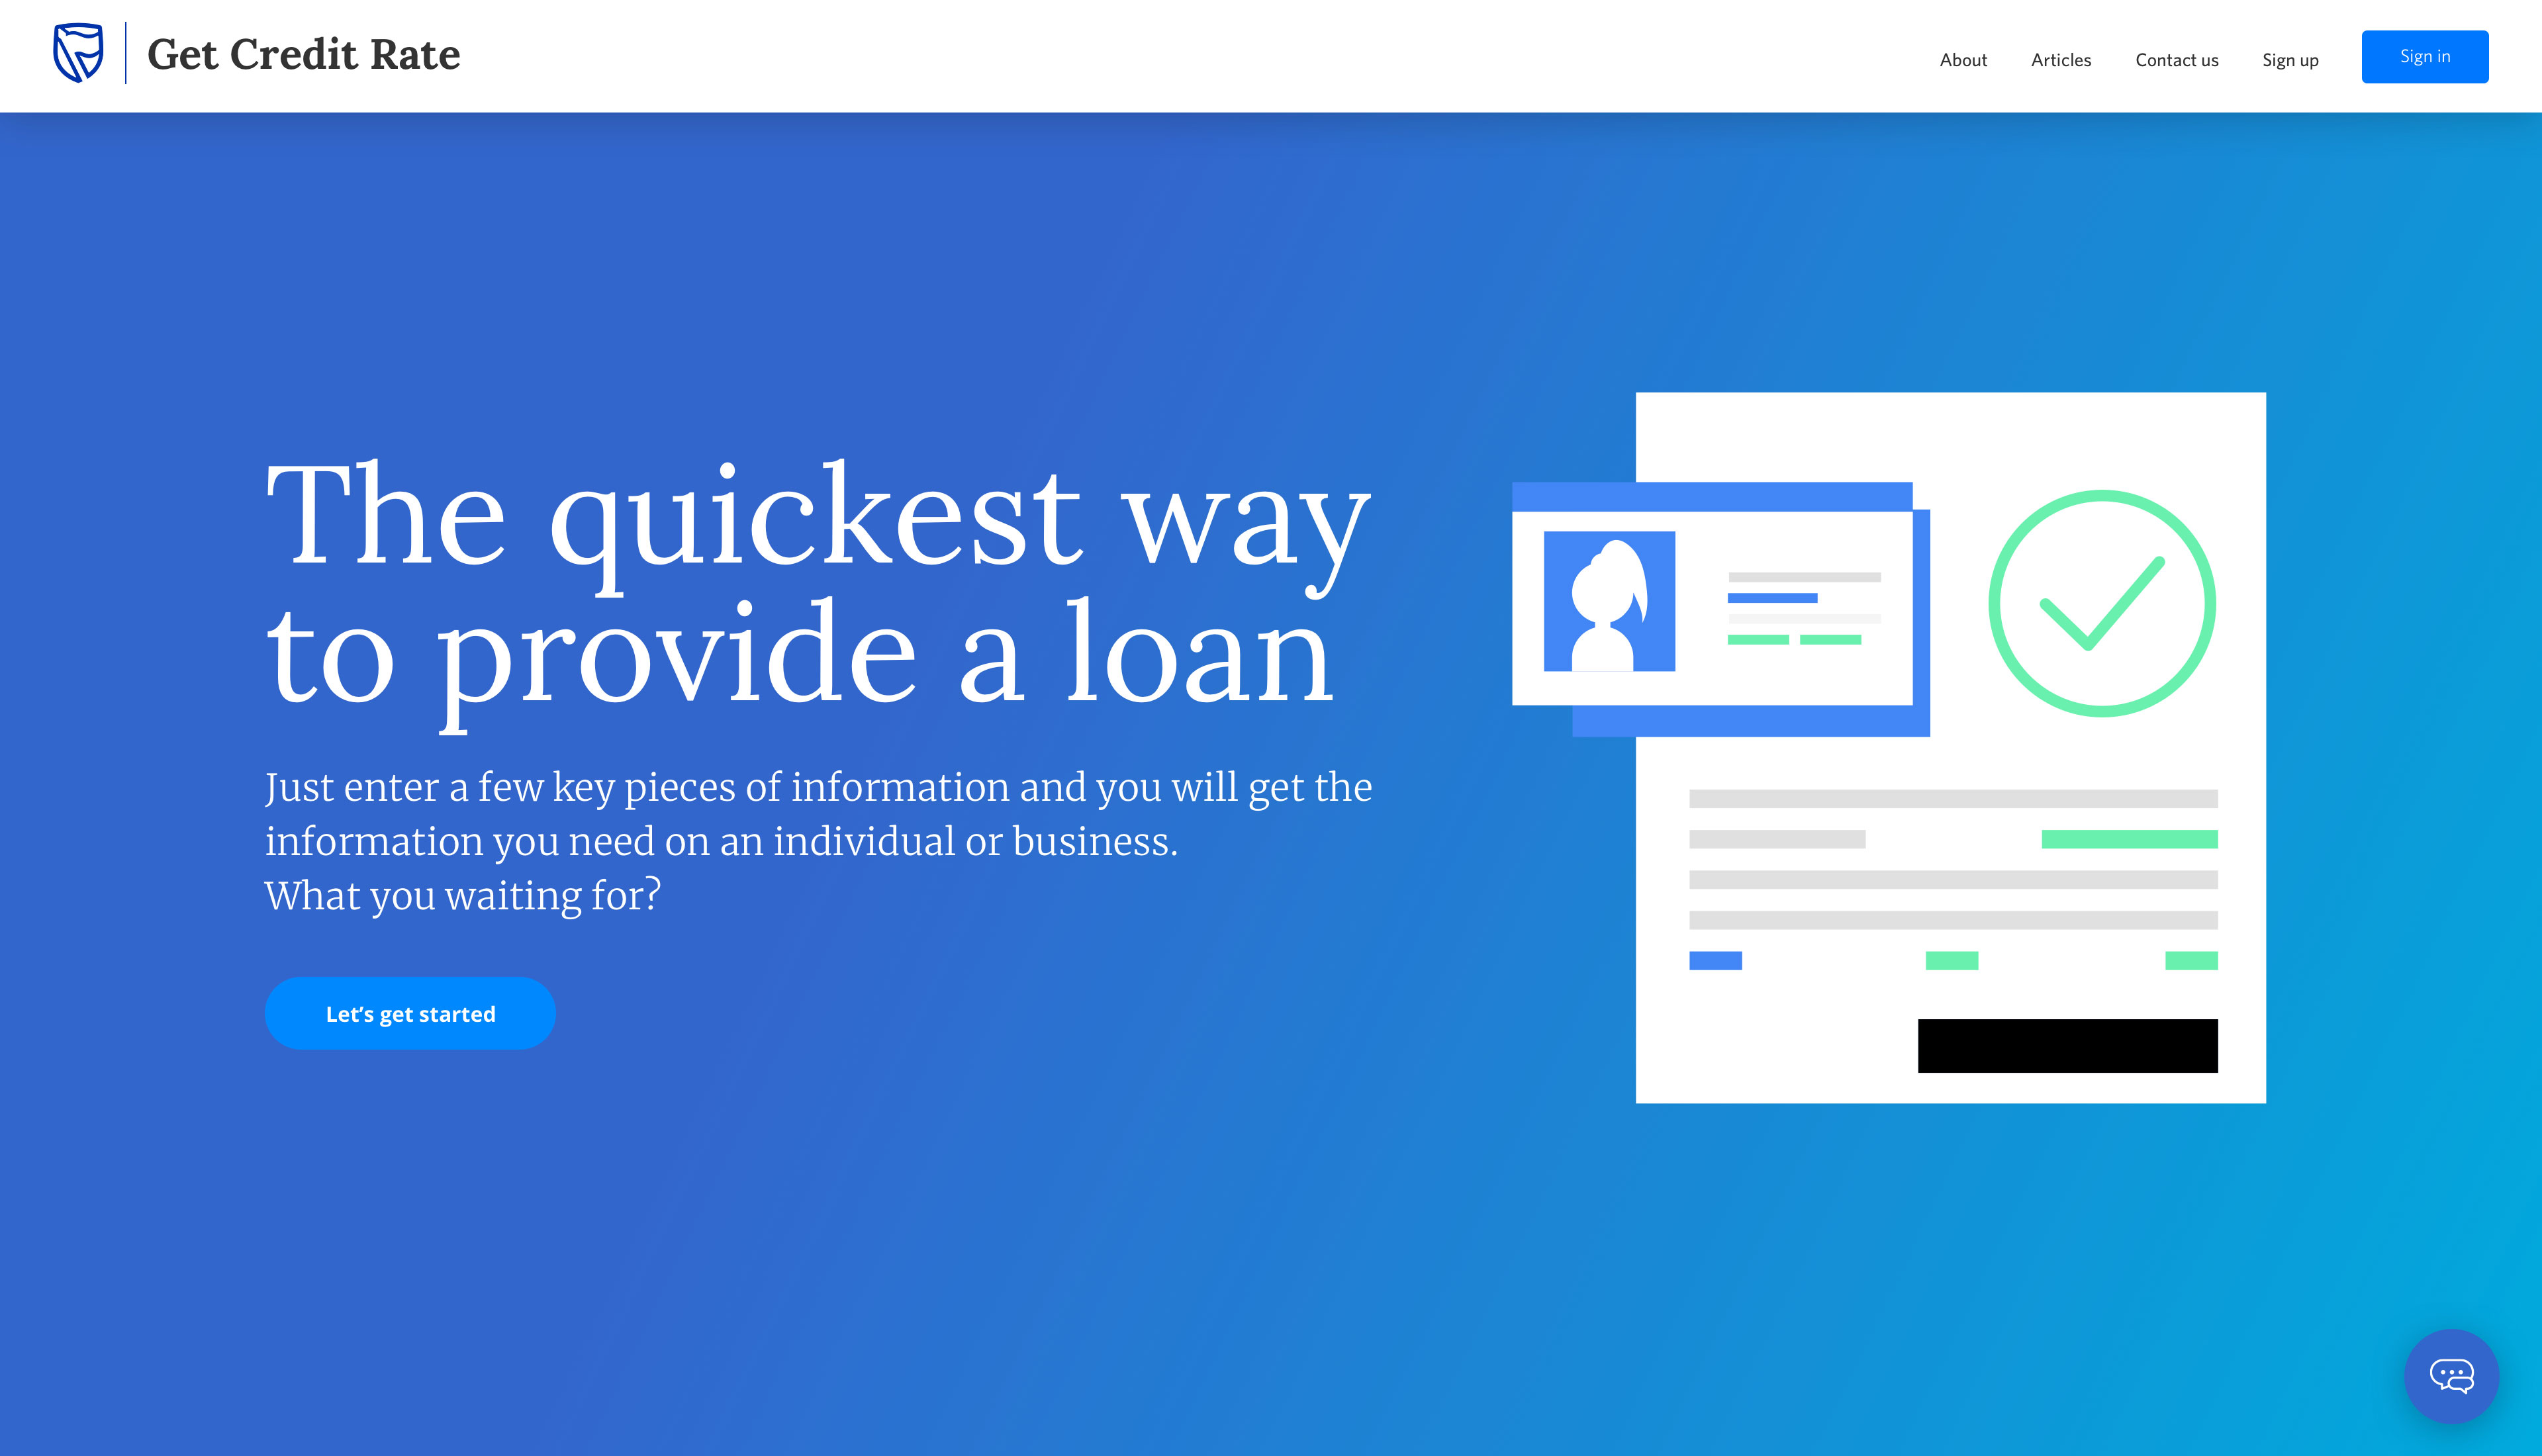 Get Credit Rate
About
Articles
Contact us
Sign up
Sign in
The quickest way
to provide a loan
Just enter a few key pieces of information and you will get the
information you need on an individual or business.
What you waiting for?
Let’s get started